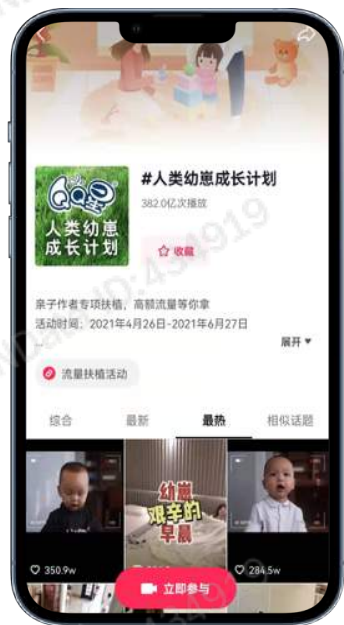 QQ星
人类幼崽
成长计划
#人类幼崽成长计划
382.0亿次播放
收藏
亲子作者专项扶植，高额流量等你拿
活动时间：2021年4月26日-2021年6月27日
展开
流量扶植活动
综合
最新
最热
相似话题
幼崽
艰辛的
早晨
350.9w
284.5w
立即参与